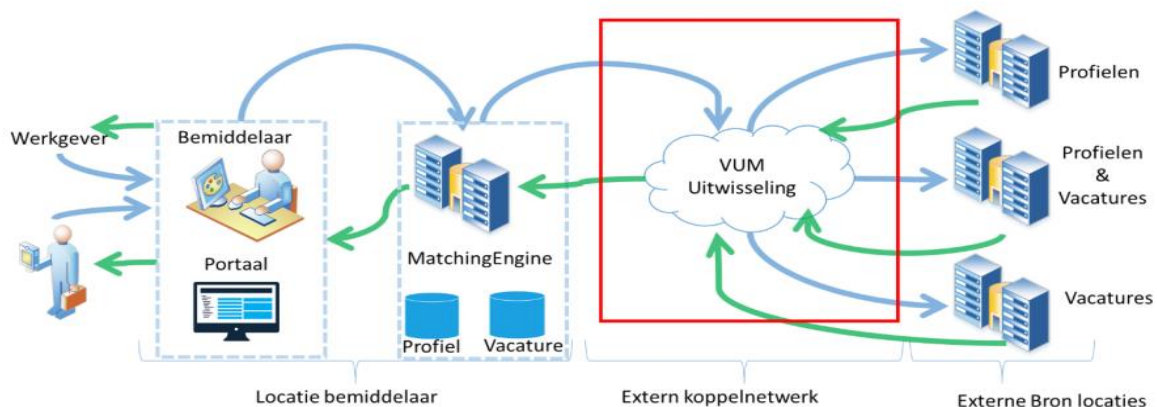 Werkgever
Bemiddelaar
Portaal
MatchingEngine
Profiel
Vacature
VUM
Uitwisseling
Profielen
Profielen
&
Vacatures
Vacatures
Locatie bemiddelaar
Extern koppelnetwerk
Externe Bron locaties